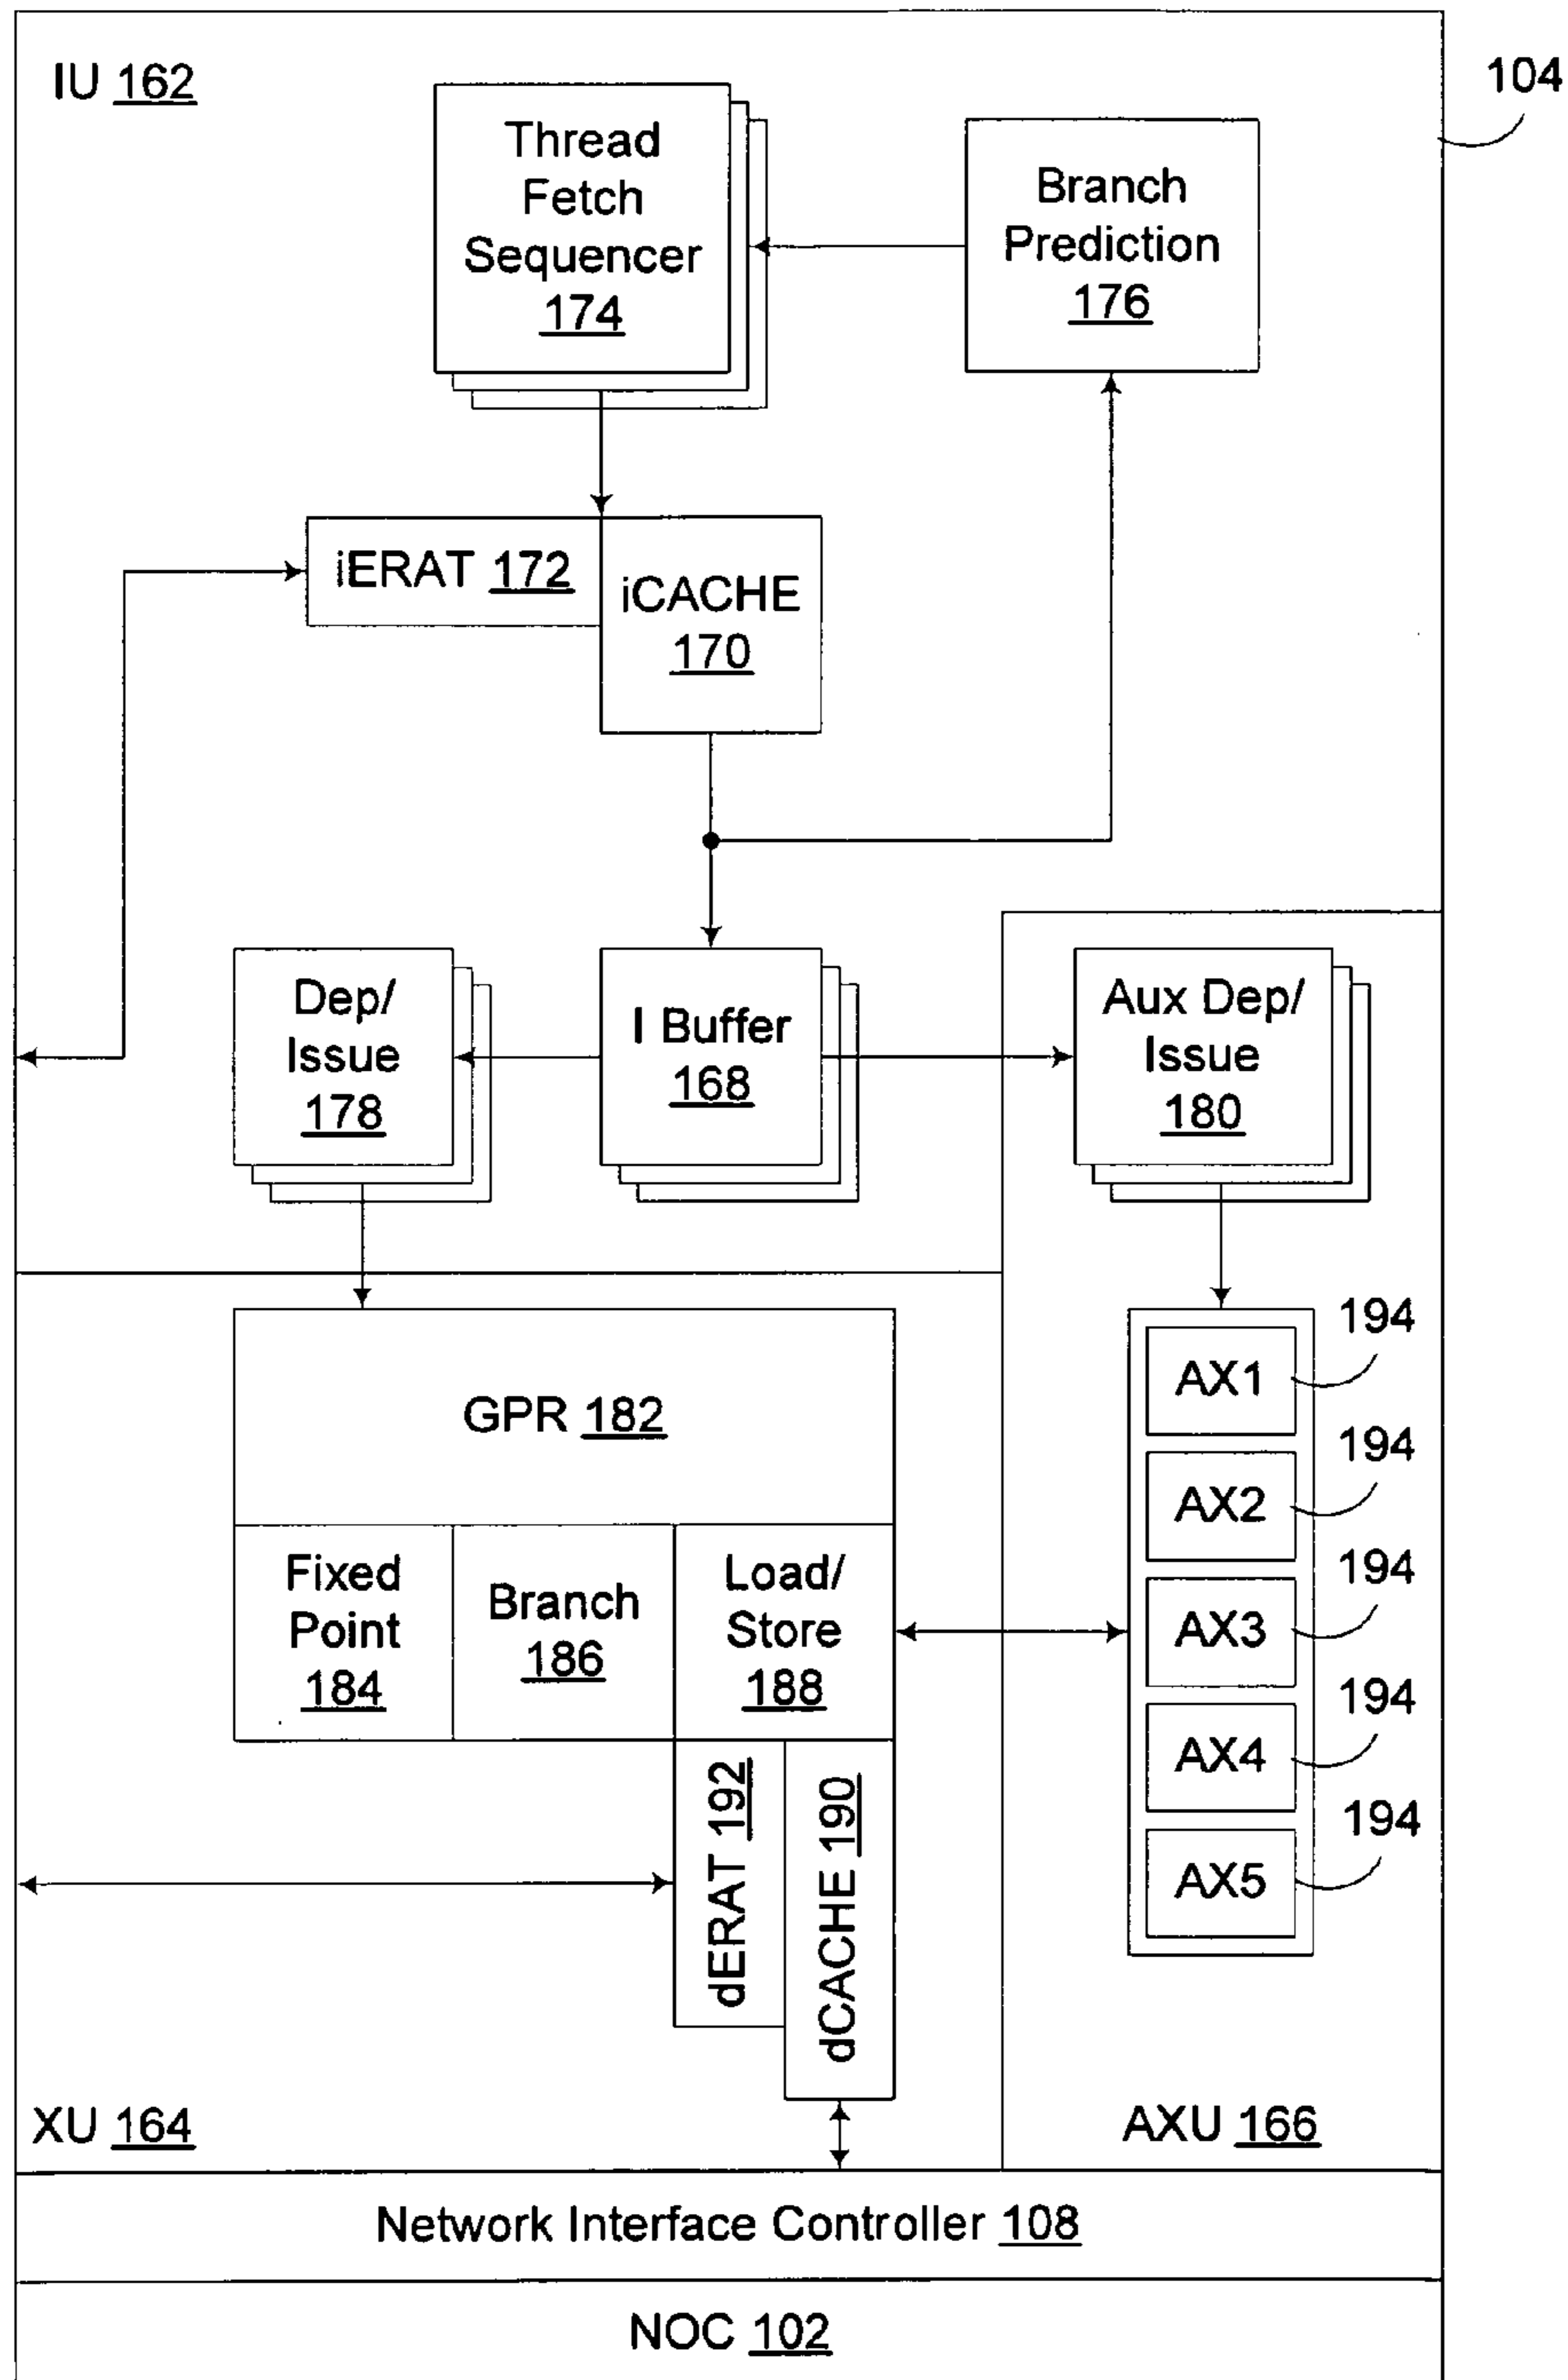 IU 162
104
Thread
Fetch
Sequencer
174
Branch
Prediction
176
iERAT 172
iCACHE
170
Dep/
Issue
178
I Buffer
168
Aux Dep/
Issue
180
GPR 182
Fixed
Point
184
Branch
186
Load/
Store
188
dERAT 192
dCACHE 190
AX1
194
AX2
194
AX3
194
AX4
194
AX5
194
XU 164
AXU 166
Network Interface Controller 108
NOC 102